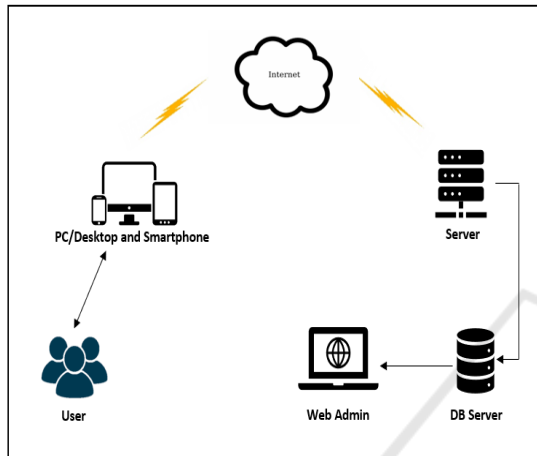 Internet
PC/Desktop and Smartphone
Server
User
Web Admin
DB Server